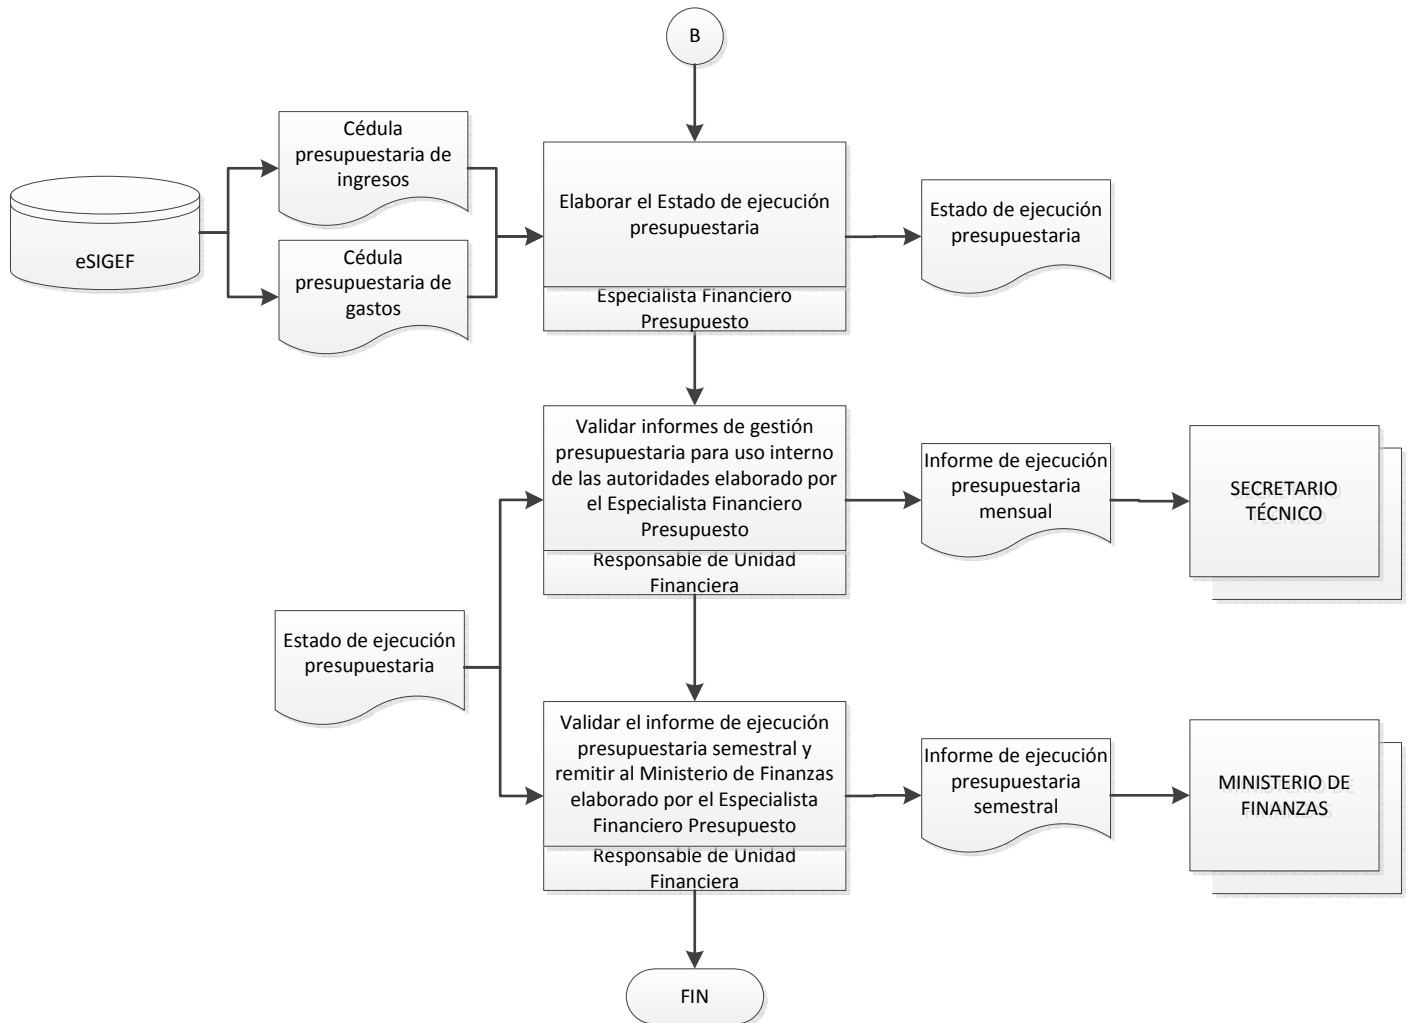 B
Cédula
presupuestaria de
ingresos
eSIGEF
Cédula
presupuestaria de
gastos
Elaborar el Estado de ejecución
presupuestaria
Especialista Financiero
Presupuesto
Estado de ejecución
presupuestaria
Validar informes de gestión
presupuestaria para uso interno
de las autoridades elaborado por
el Especialista Financiero
Presupuesto
Responsable de Unidad
Financiera
Informe de ejecución
presupuestaria
mensual
SECRETARIO
TÉCNICO
Estado de ejecución
presupuestaria
Validar el informe de ejecución
presupuestaria semestral y
remitir al Ministerio de Finanzas
elaborado por el Especialista
Financiero Presupuesto
Responsable de Unidad
Financiera
Informe de ejecución
presupuestaria
semestral
MINISTERIO DE
FINANZAS
FIN